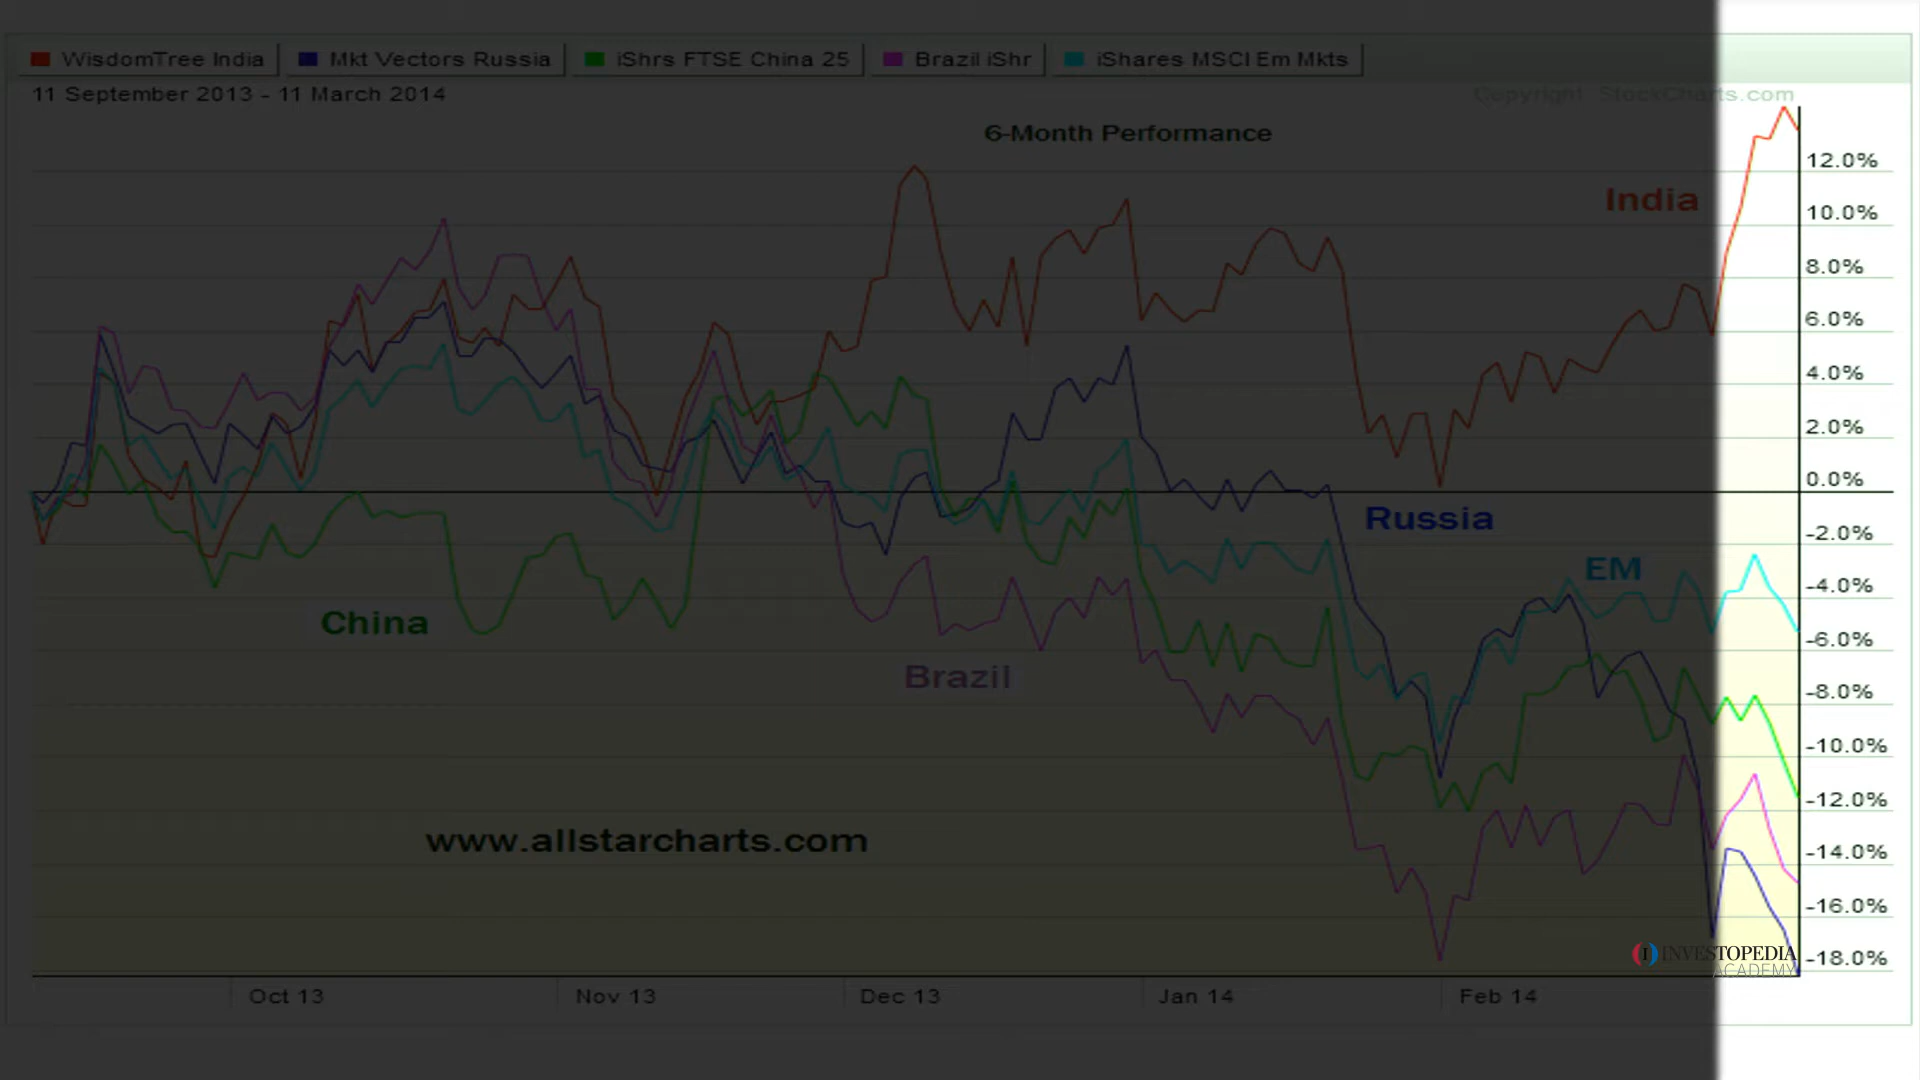 WisdomTree India Mkt Vectors Russia iShrs FTSE China 25 Brazil iShr iShares MSCI Em Mkts
11 September 2013 - 11 March 2014
Copyright, StockCharts.com
6-Month Performance
12.0%
India
10.0%
8.0%
6.0%
4.0%
2.0%
0.0%
Russia
-2.0%
EM
-4.0%
China
-6.0%
Brazil
-8.0%
-10.0%
-12.0%
www.allstarcharts.com
-14.0%
-16.0%
INVESTOPEDIA
ACADEMY
-18.0%
Oct 13 Nov 13 Dec 13 Jan 14 Feb 14